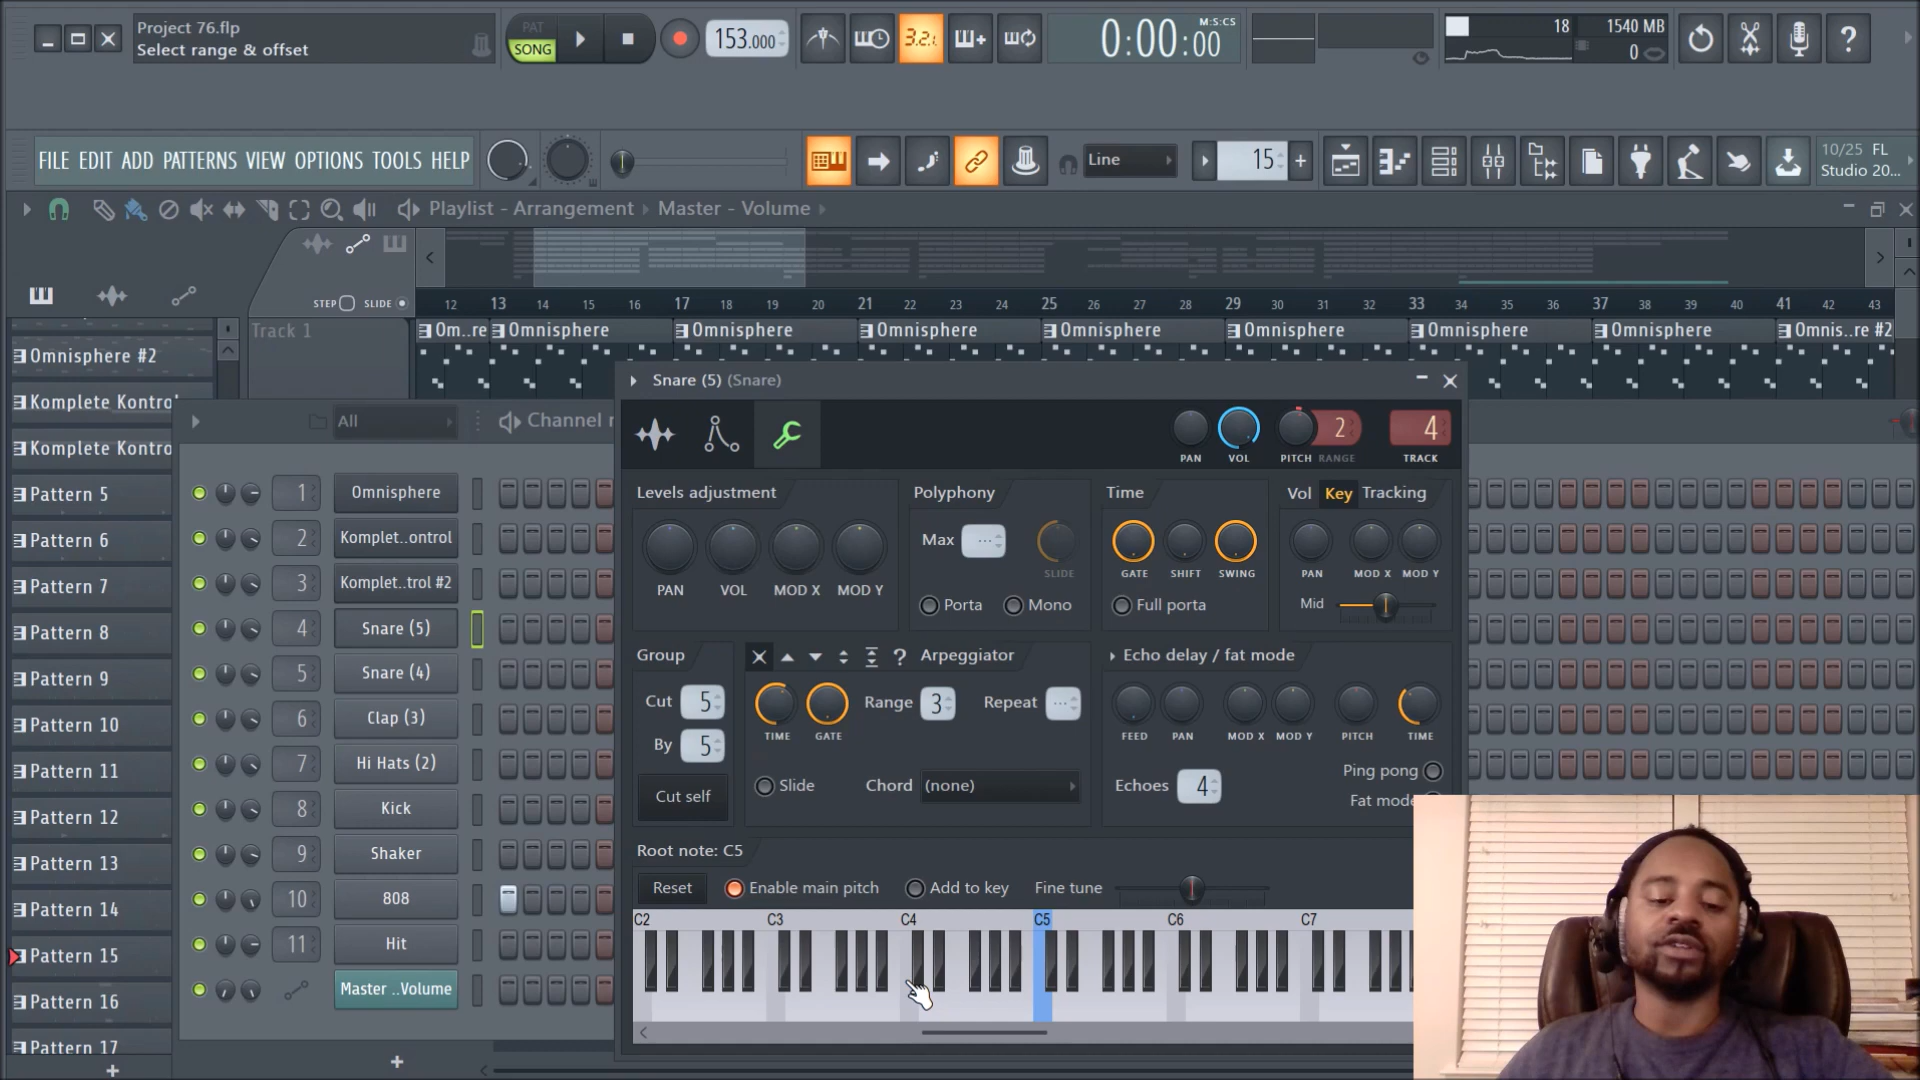 Project 76.flp
Select range & offset
PAT
SONG
153.000
3.2.
M:S:CS
0:00:00
18
1540 MB
0
?
FILE EDIT ADD PATTERNS VIEW OPTIONS TOOLS HELP
Line
15
+
10/25 FL
Studio 20...
Playlist - Arrangement
Master - Volume
STEP
SLIDE
12 13 14 15 16 17 18 19 20 21 22 23 24 25 26 27 28 29 30 31 32 33 34 35 36 37 38 39 40 41 42 43
Track 1
Om..re
Omnisphere
Omnisphere
Omnisphere
Omnisphere
Omnisphere
Omnisphere
Omnisphere
Omnis..re #2
Omnisphere #2
Komplete Kontrol
Komplete Kontro
Pattern 5
Pattern 6
Pattern 7
Pattern 8
Pattern 9
Pattern 10
Pattern 11
Pattern 12
Pattern 13
Pattern 14
Pattern 15
Pattern 16
Pattern 17
+
All
Channel r
1 Omnisphere
2 Komplet..ontrol
3 Komplet..trol #2
4 Snare (5)
5 Snare (4)
6 Clap (3)
7 Hi Hats (2)
8 Kick
9 Shaker
10 808
11 Hit
Master ..Volume
+
Snare (5) (Snare)
2
4
PAN VOL PITCH RANGE TRACK
Levels adjustment
PAN VOL MOD X MOD Y
Polyphony
Max
SLIDE
Porta Mono
Time
GATE SHIFT SWING
Full porta
Vol Key Tracking
PAN MOD X MOD Y
Mid
Group
Cut 5
By 5
Cut self
? Arpeggiator
Range 3
Repeat
TIME GATE
Slide
Chord (none)
Echo delay / fat mode
FEED PAN MOD X MOD Y PITCH TIME
Echoes 4
Ping pong
Fat mode
Root note: C5
Reset
Enable main pitch
Add to key
Fine tune
C2 C3 C4 C5 C6 C7